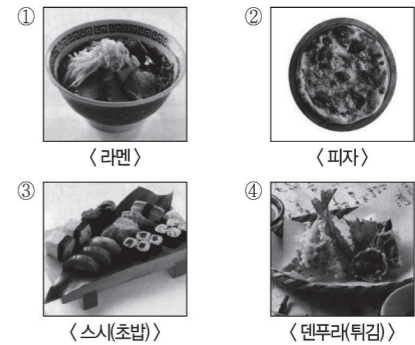 ①
②
〈 라멘 〉
〈 피자 〉
③
④
〈 스시(초밥) 〉
〈 덴푸라(튀김) 〉